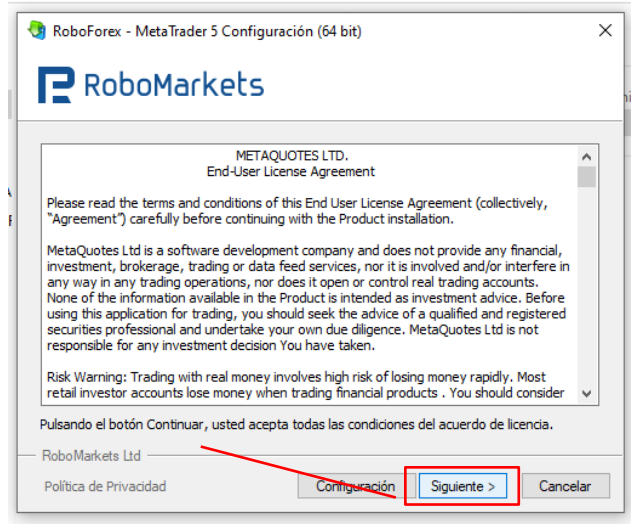 RoboForex - MetaTrader 5 Configuración (64 bit)
RoboMarkets
METAQUOTES LTD.
End-User License Agreement
Please read the terms and conditions of this End User License Agreement (collectively,
"Agreement") carefully before continuing with the Product installation.
MetaQuotes Ltd is a software development company and does not provide any financial,
investment, brokerage, trading or data feed services, nor it is involved and/or interfere in
any way in any trading operations, nor does it open or control real trading accounts.
None of the information available in the Product is intended as investment advice. Before
using this application for trading, you should seek the advice of a qualified and registered
securities professional and undertake your own due diligence. MetaQuotes Ltd is not
responsible for any investment decision You have taken.
Risk Warning: Trading with real money involves high risk of losing money rapidly. Most
retail investor accounts lose money when trading financial products . You should consider
Pulsando el botón Continuar, usted acepta todas las condiciones del acuerdo de licencia.
RoboMarkets Ltd
Política de Privacidad
Configuración
Siguiente >
Cancelar